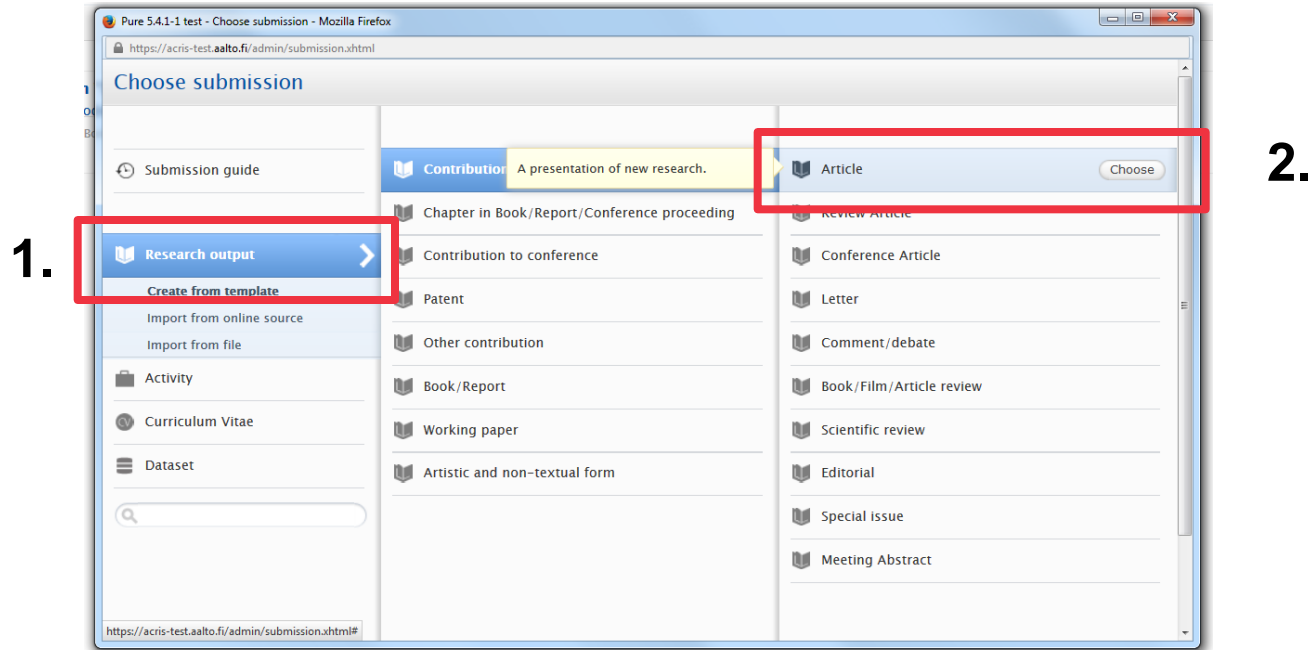 Pure 5.4.1-1 test - Choose submission - Mozilla Firefox
https://acris-test.aalto.fi/admin/submission.xhtml
Choose submission
1.
Submission guide
Research output
Create from template
Import from online source
Import from file
Activity
Curriculum Vitae
CV
Dataset
Contribution
A presentation of new research.
Chapter in Book/Report/Conference proceeding
Contribution to conference
Patent
Other contribution
Book/Report
Working paper
Artistic and non-textual form
2.
Article
Choose
Review Article
Conference Article
Letter
Comment/debate
Book/Film/Article review
Scientific review
Editorial
Special issue
Meeting Abstract
https://acris-test.aalto.fi/admin/submission.xhtml#